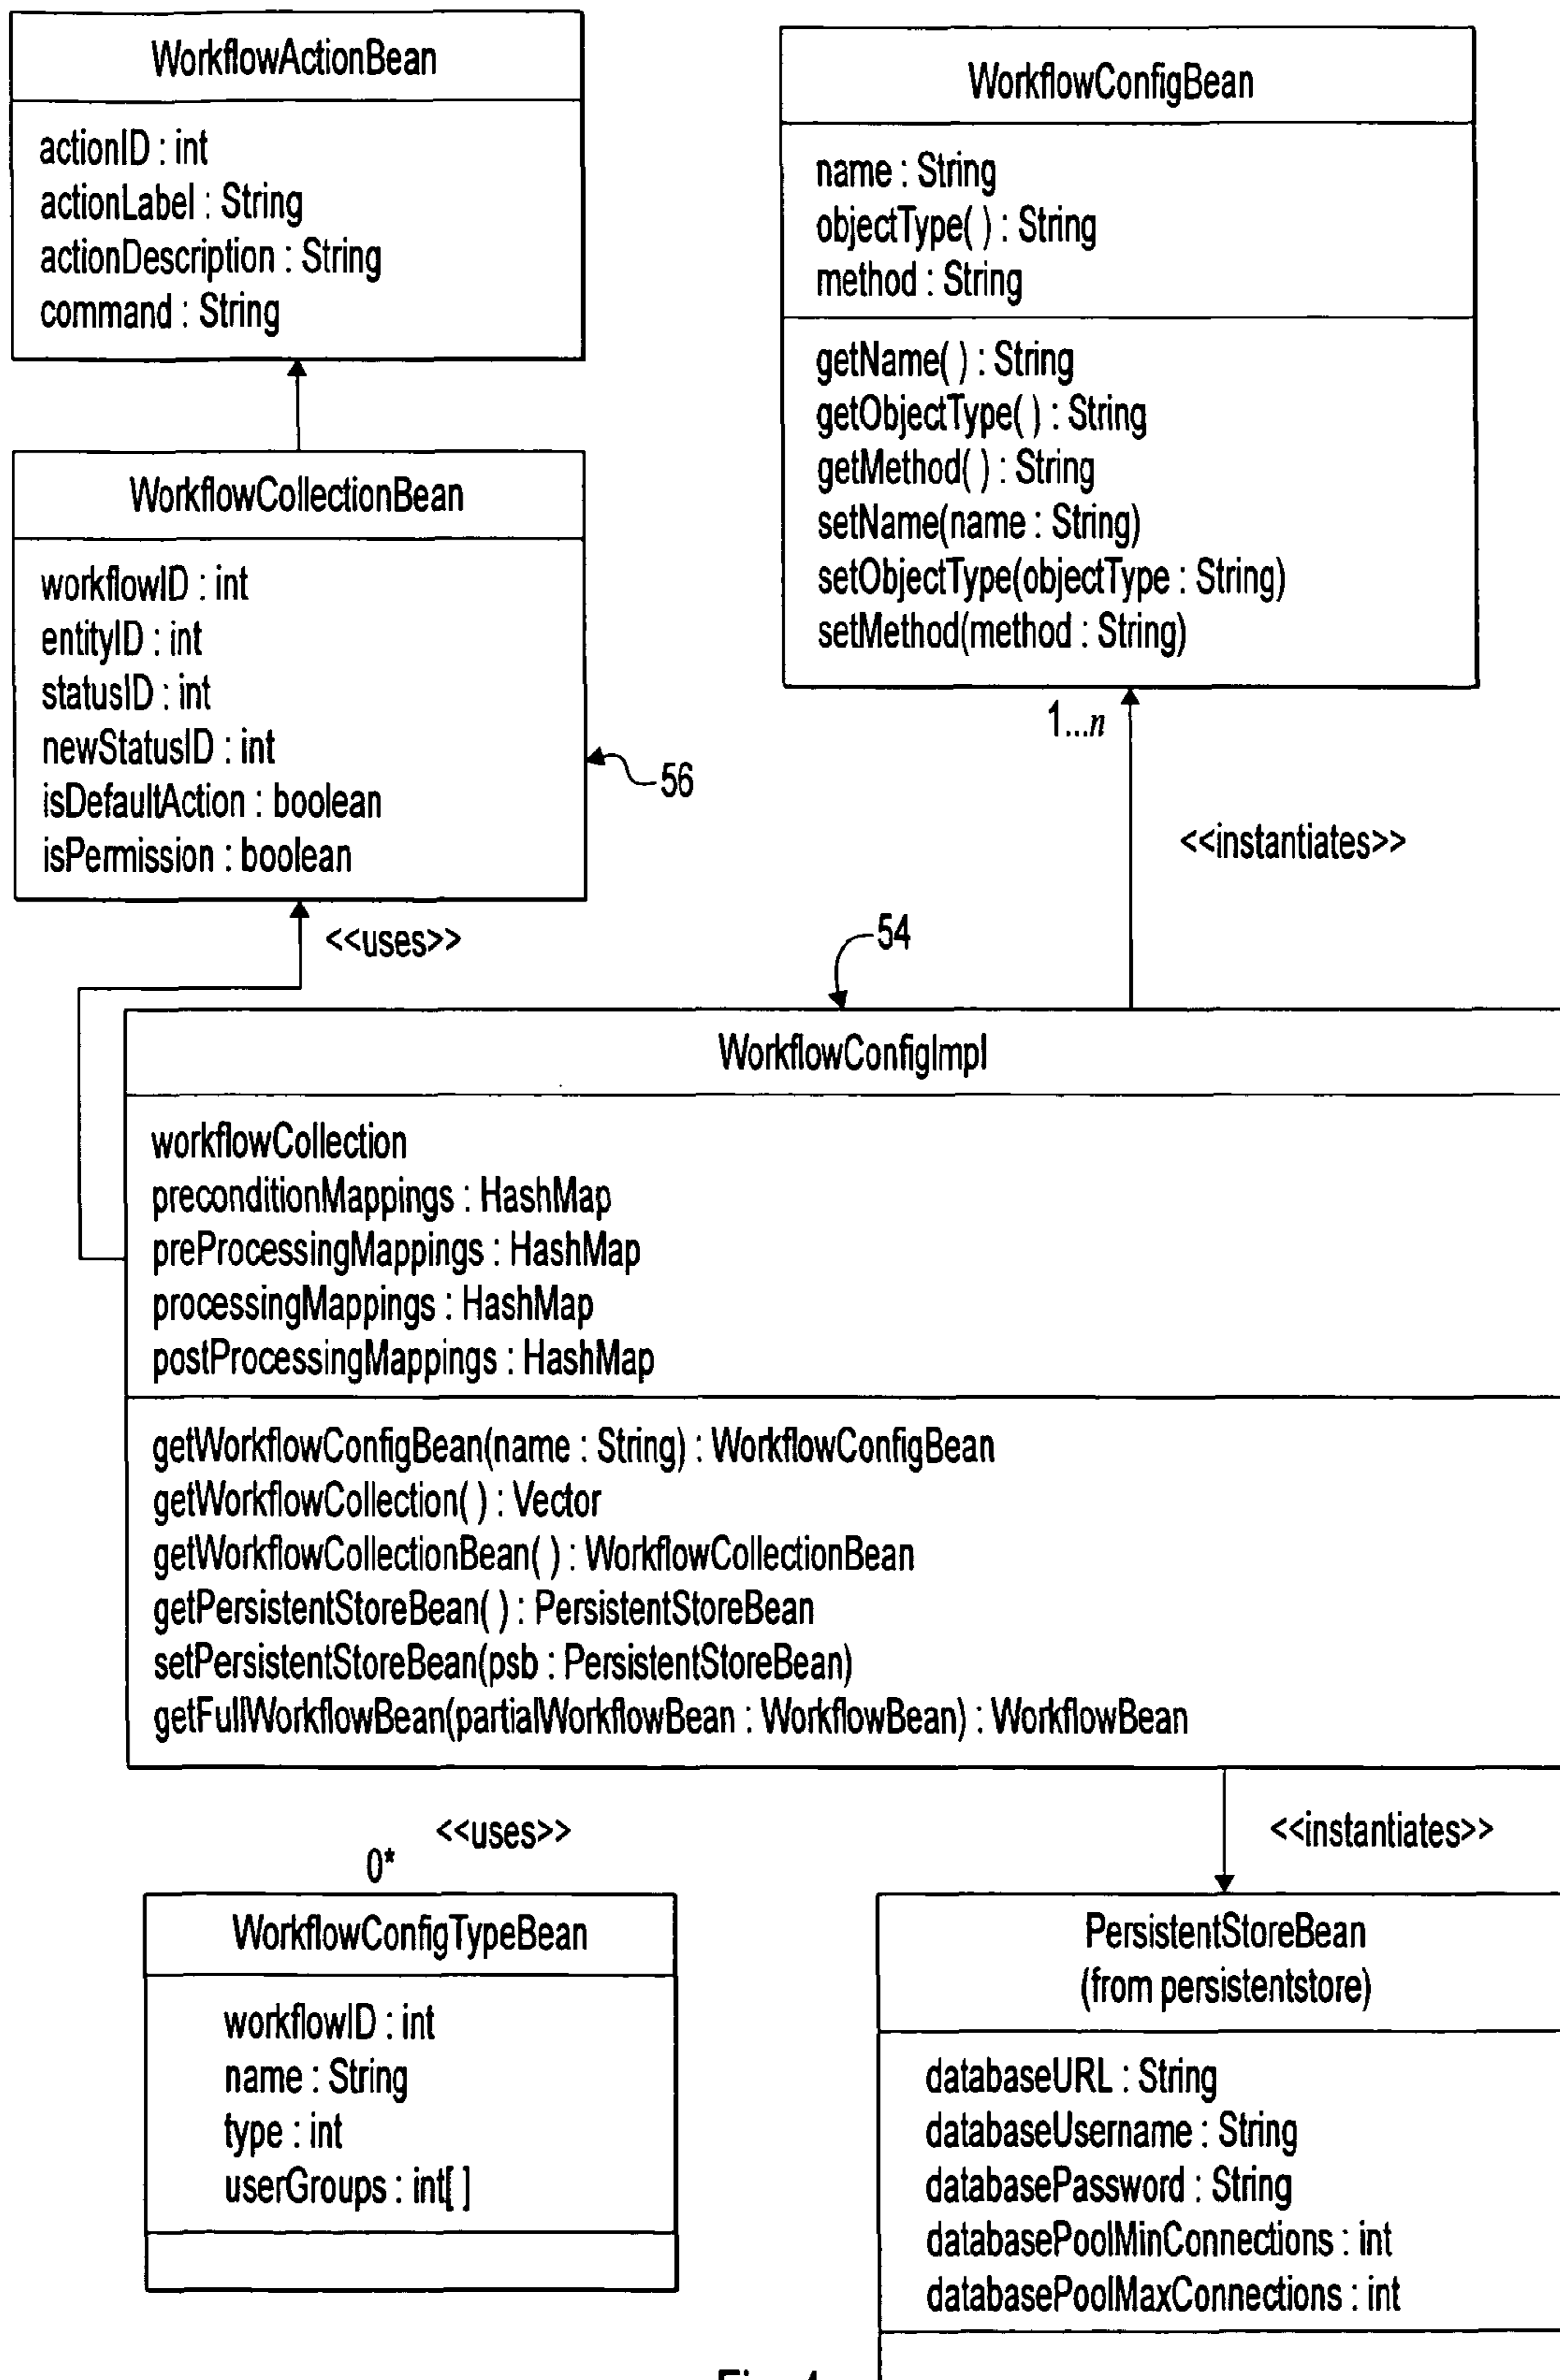 WorkflowActionBean
actionID : int
actionLabel : String
actionDescription : String
command : String
WorkflowConfigBean
name : String
objectType( ) : String
method : String
getName( ) : String
getObjectType( ) : String
getMethod( ) : String
setName(name : String)
setObjectType(objectType : String)
setMethod(method : String)
WorkflowCollectionBean
workflowID : int
entityID : int
statusID : int
newStatusID : int
isDefaultAction : boolean
isPermission : boolean
56
1...n
<<instantiates>>
<<uses>>
54
WorkflowConfigImpl
workflowCollection
preconditionMappings : HashMap
preProcessingMappings : HashMap
processingMappings : HashMap
postProcessingMappings : HashMap
getWorkflowConfigBean(name : String) : WorkflowConfigBean
getWorkflowCollection( ) : Vector
getWorkflowCollectionBean( ) : WorkflowCollectionBean
getPersistentStoreBean( ) : PersistentStoreBean
setPersistentStoreBean(psb : PersistentStoreBean)
getFullWorkflowBean(partialWorkflowBean : WorkflowBean) : WorkflowBean
<<uses>>
0*
<<instantiates>>
WorkflowConfigTypeBean
workflowID : int
name : String
type : int
userGroups : int[ ]
PersistentStoreBean
(from persistentstore)
databaseURL : String
databaseUsername : String
databasePassword : String
databasePoolMinConnections : int
databasePoolMaxConnections : int